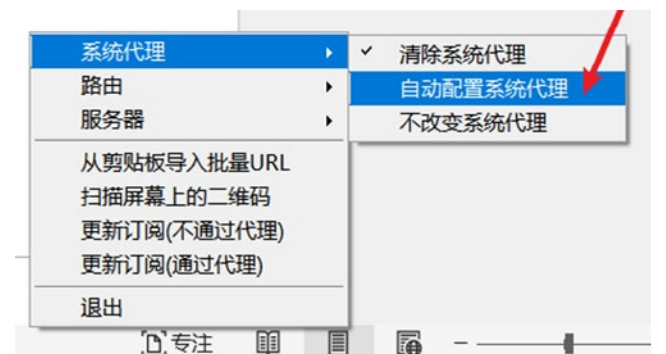 系统代理
路由
服务器
从剪贴板导入批量URL
扫描屏幕上的二维码
更新订阅(不通过代理)
更新订阅(通过代理)
退出
清除系统代理
自动配置系统代理
不改变系统代理
专注